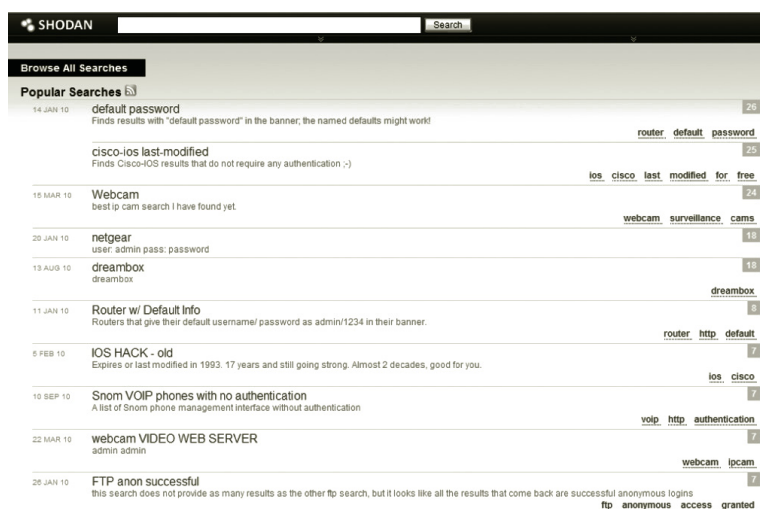 SHODAN Search
Browse All Searches
Popular Searches
14 JAN 10 default password 26
Finds results with "default password" in the banner; the named defaults might work!
router default password
cisco-ios last-modified 25
Finds Cisco-IOS results that do not require any authentication ;-)
ios cisco last modified for free
15 MAR 10 Webcam 24
best ip cam search I have found yet.
webcam surveillance cams
20 JAN 10 netgear 18
user: admin pass: password
13 AUG 10 dreambox 18
dreambox
dreambox
11 JAN 10 Router w/ Default Info 8
Routers that give their default username/ password as admin/1234 in their banner.
router http default
5 FEB 10 IOS HACK - old 7
Expires or last modified in 1993. 17 years and still going strong. Almost 2 decades, good for you.
ios cisco
10 SEP 10 Snom VOIP phones with no authentication 7
A list of Snom phone management interface without authentication
voip http authentication
22 MAR 10 webcam VIDEO WEB SERVER 7
admin admin
webcam ipcam
26 JAN 10 FTP anon successful 7
this search does not provide as many results as the other ftp search, but it looks like all the results that come back are successful anonymous logins
ftp anonymous access granted